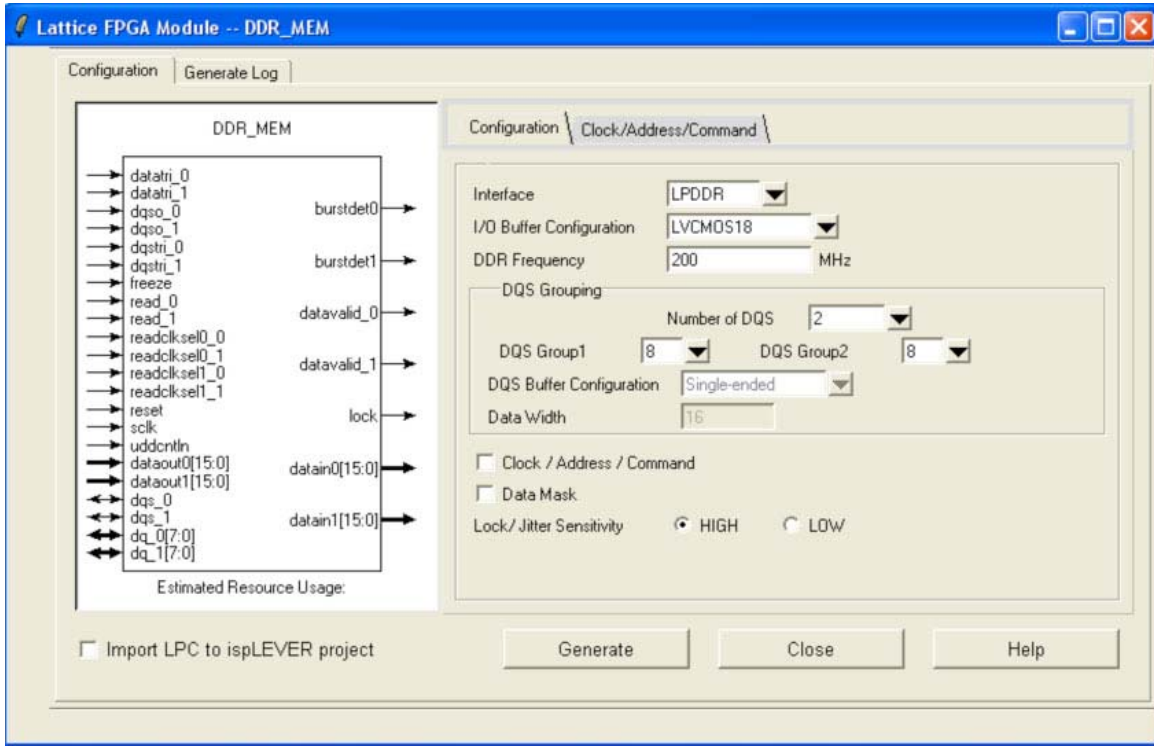 Lattice FPGA Module -- DDR_MEM
Configuration Generate Log
DDR_MEM
datatri_0
datatri_1
dqso_0
dqso_1
dqstri_0
dqstri_1
freeze
read_0
read_1
readclksel0_0
readclksel0_1
readclksel1_0
readclksel1_1
reset
sclk
uddcntln
dataout0[15:0]
dataout1[15:0]
dqs_0
dqs_1
dq_0[7:0]
dq_1[7:0]
burstdet0
burstdet1
datavalid_0
datavalid_1
lock
datain0[15:0]
datain1[15:0]
Estimated Resource Usage:
Configuration Clock/Address/Command
Interface LPDDR
I/O Buffer Configuration LVCMOS18
DDR Frequency 200 MHz
DQS Grouping
Number of DQS 2
DQS Group1 8 DQS Group2 8
DQS Buffer Configuration Single-ended
Data Width 16
Clock / Address / Command
Data Mask
Lock/Jitter Sensitivity HIGH LOW
Import LPC to ispLEVER project
Generate Close Help